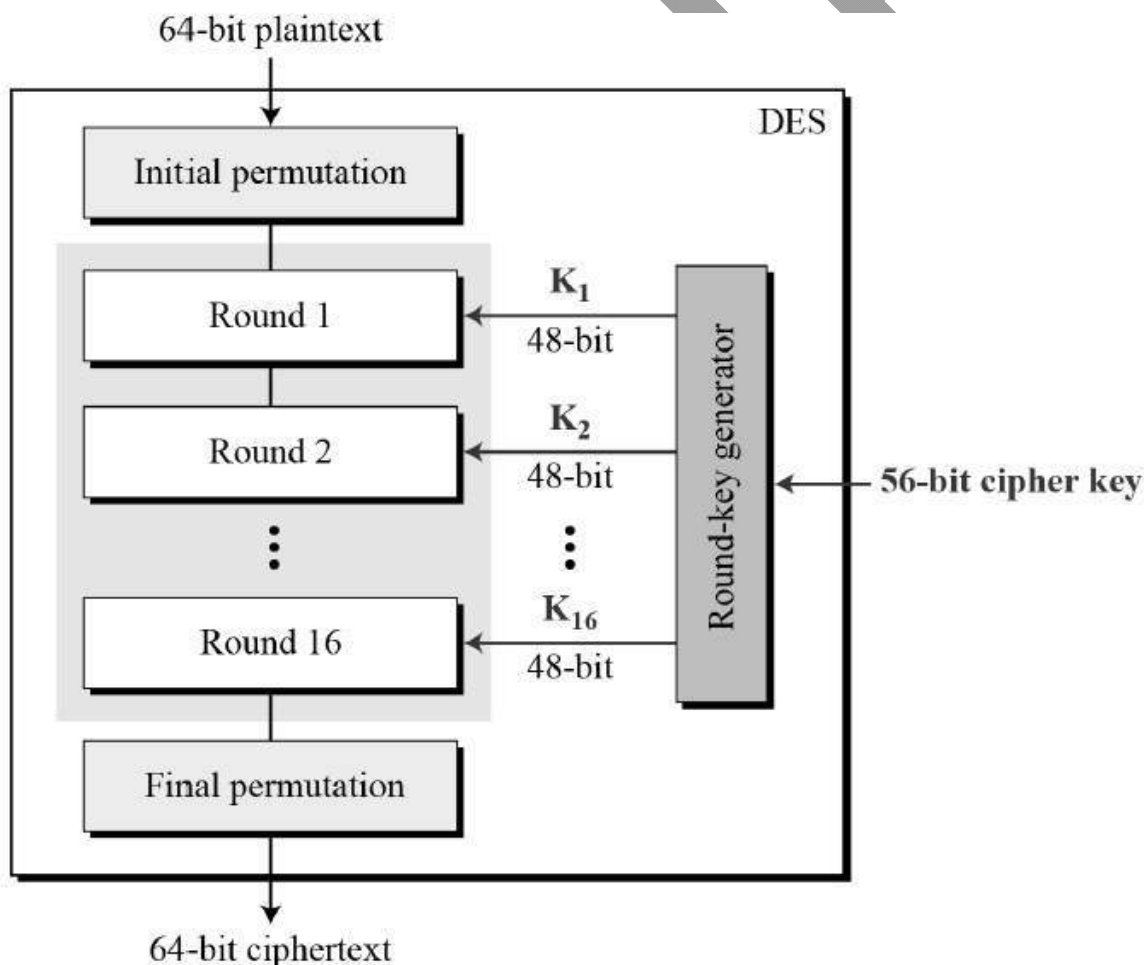 64-bit plaintext
DES
Initial permutation
Round 1
K₁
48-bit
Round 2
K₂
48-bit
Round-key generator
56-bit cipher key
Round 16
K₁₆
48-bit
Final permutation
64-bit ciphertext